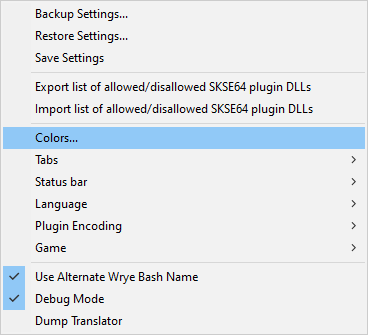 Backup Settings...
Restore Settings...
Save Settings
Export list of allowed/disallowed SKSE64 plugin DLLs
Import list of allowed/disallowed SKSE64 plugin DLLs
Colors...
Tabs
Status bar
Language
Plugin Encoding
Game
Use Alternate Wrye Bash Name
Debug Mode
Dump Translator